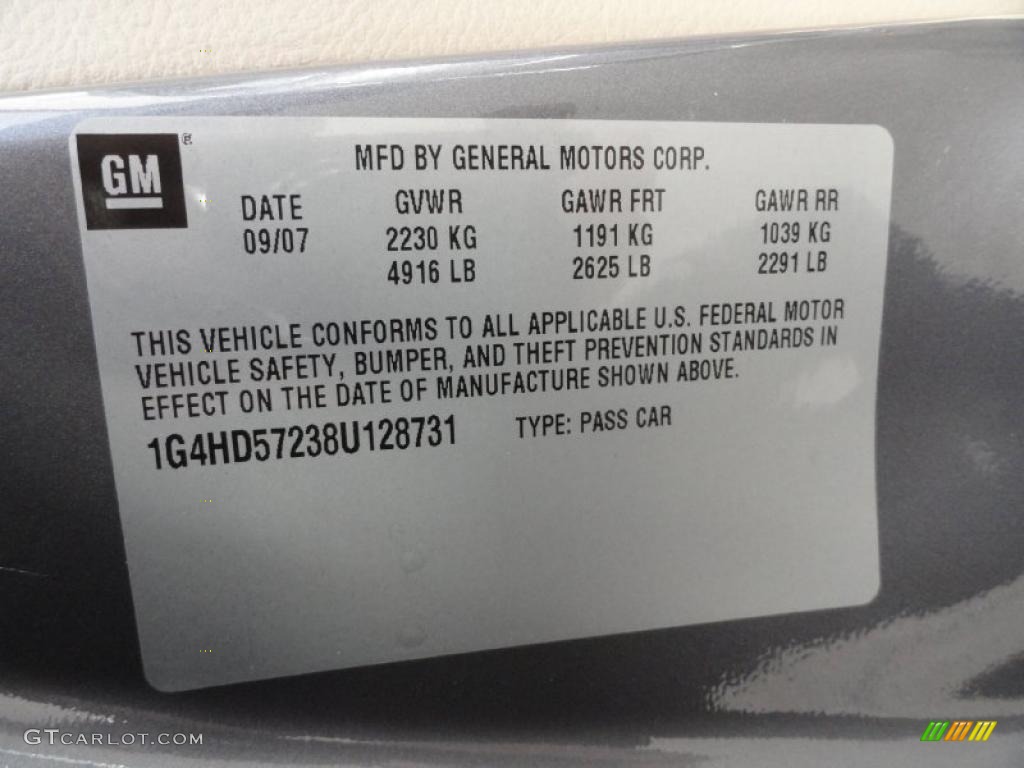 GM ®
MFD BY GENERAL MOTORS CORP.
DATE GVWR GAWR FRT GAWR RR
09/07 2230 KG 1191 KG 1039 KG
4916 LB 2625 LB 2291 LB
THIS VEHICLE CONFORMS TO ALL APPLICABLE U.S. FEDERAL MOTOR
VEHICLE SAFETY, BUMPER, AND THEFT PREVENTION STANDARDS IN
EFFECT ON THE DATE OF MANUFACTURE SHOWN ABOVE.
1G4HD57238U128731 TYPE: PASS CAR
GTCARLOT.COM